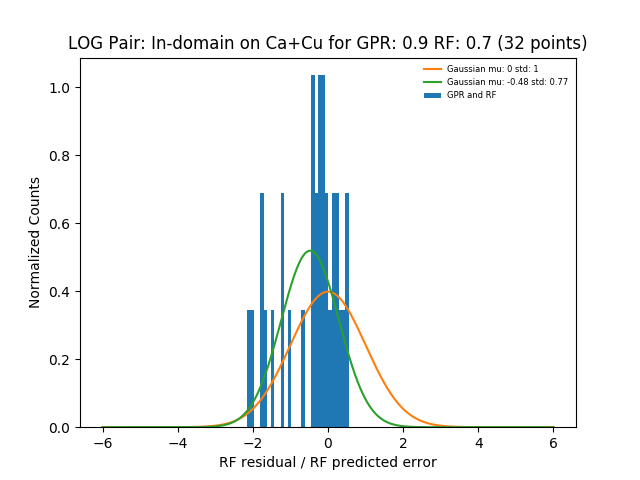 LOG Pair: In-domain on Ca+Cu for GPR: 0.9 RF: 0.7 (32 points)
Gaussian mu: 0 std: 1
Gaussian mu: -0.48 std: 0.77
GPR and RF
Normalized Counts
1.0
0.8
0.6
0.4
0.2
0.0
−6 −4 −2 0 2 4 6
RF residual / RF predicted error